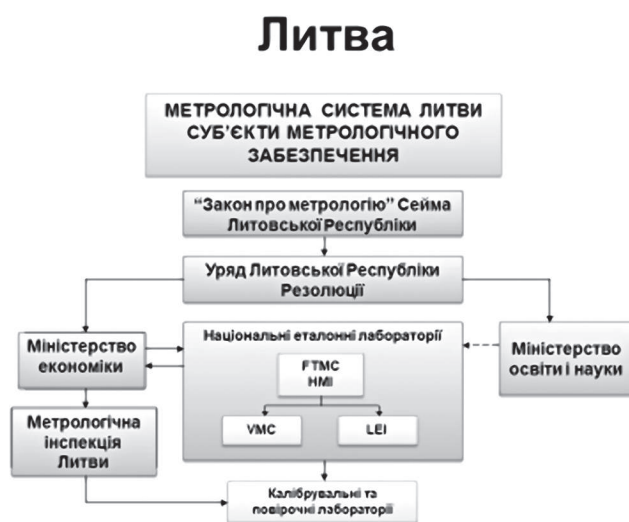 Литва
МЕТРОЛОГІЧНА СИСТЕМА ЛИТВИ
СУБ'ЄКТИ МЕТРОЛОГІЧНОГО
ЗАБЕЗПЕЧЕННЯ
“Закон про метрологію” Сейма
Литовської Республіки
Уряд Литовської Республіки
Резолюції
Міністерство
економіки
Національні еталонні лабораторії
FTMC
HMI
VMC
LEI
Міністерство
освіти і науки
Метрологічна
інспекція
Литви
Калібрувальні та
повірочні лабораторії